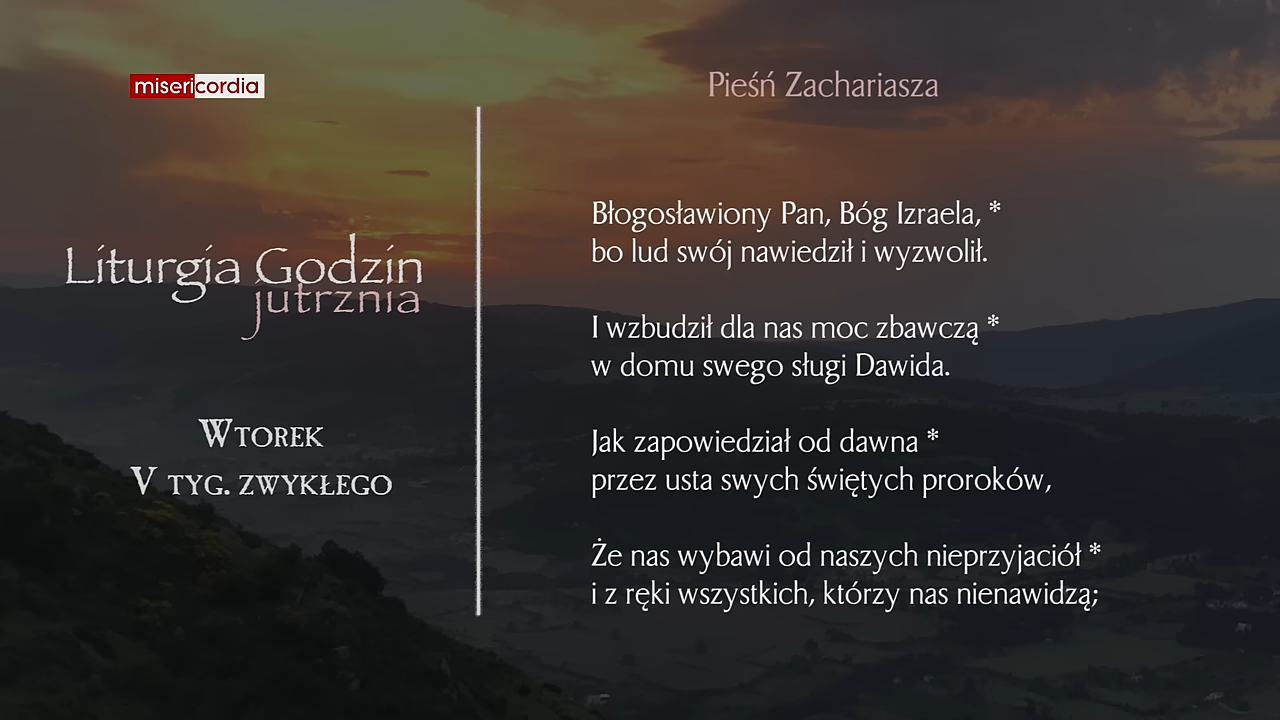 misericordia
Liturgia Godzin
jutrznia
Wtorek
V tyg. zwykłego
Pieśń Zachariasza
Błogosławiony Pan, Bóg Izraela, *
bo lud swój nawiedził i wyzwolił.
I wzbudził dla nas moc zbawczą *
w domu swego sługi Dawida.
Jak zapowiedział od dawna *
przez usta swych świętych proroków,
Że nas wybawi od naszych nieprzyjaciół *
i z ręki wszystkich, którzy nas nienawidzą;